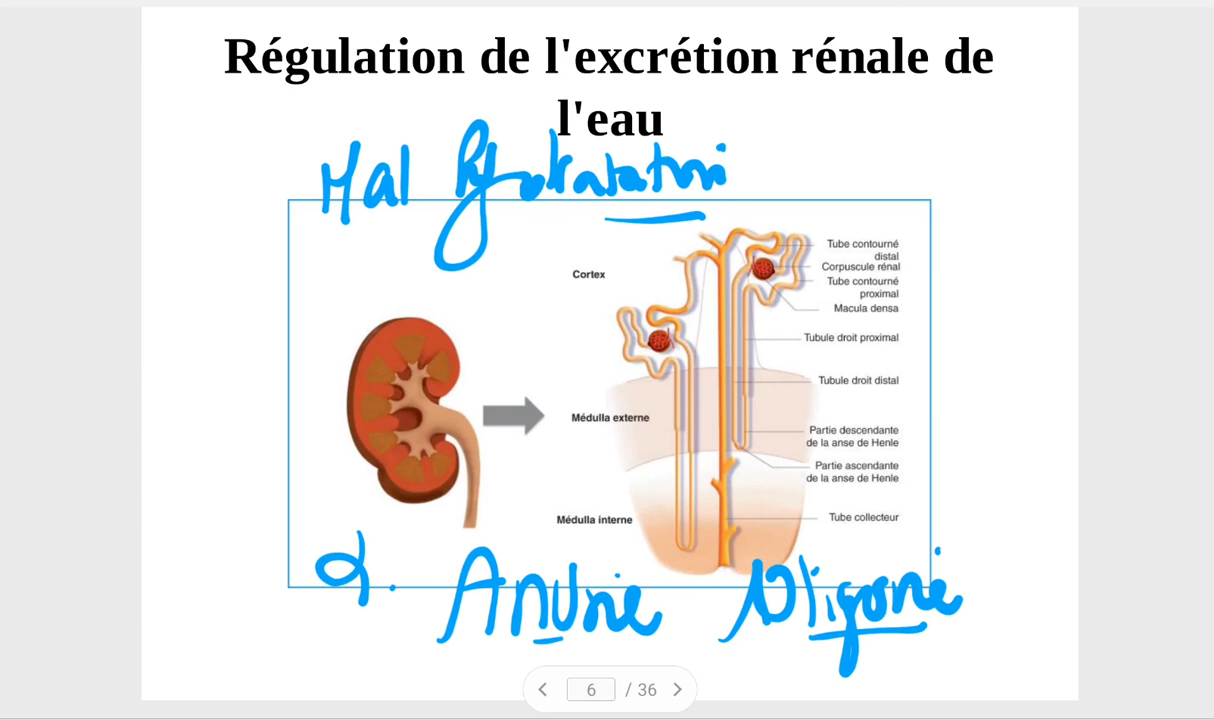 Régulation de l'excrétion rénale de
l'eau
Mal hydratation
Tube contourné
distal
Corpuscule rénal
Cortex
Tube contourné
proximal
Macula densa
Tubule droit proximal
Tubule droit distal
Médulla externe
Partie descendante
de la anse de Henle
Partie ascendante
de la anse de Henle
Tube collecteur
Médulla interne
Anurie
6 / 36